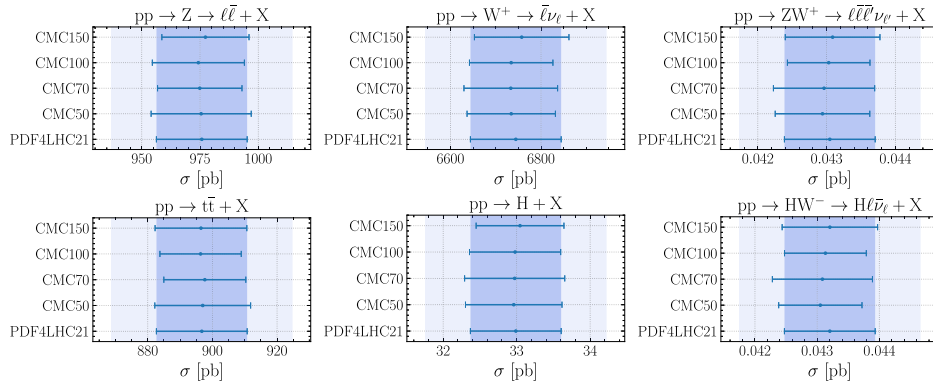 pp → Z → ℓℓ̄ + X
CMC150
CMC100
CMC70
CMC50
PDF4LHC21
950 975 1000
σ [pb]
pp → W⁺ → ℓ̄ν_ℓ + X
CMC150
CMC100
CMC70
CMC50
PDF4LHC21
6600 6800
σ [pb]
pp → ZW⁺ → ℓℓ̄ℓ̄′ν_ℓ′ + X
CMC150
CMC100
CMC70
CMC50
PDF4LHC21
0.042 0.043 0.044
σ [pb]
pp → tt̄ + X
CMC150
CMC100
CMC70
CMC50
PDF4LHC21
880 900 920
σ [pb]
pp → H + X
CMC150
CMC100
CMC70
CMC50
PDF4LHC21
32 33 34
σ [pb]
pp → HW⁻ → Hℓν̄_ℓ + X
CMC150
CMC100
CMC70
CMC50
PDF4LHC21
0.042 0.043 0.044
σ [pb]